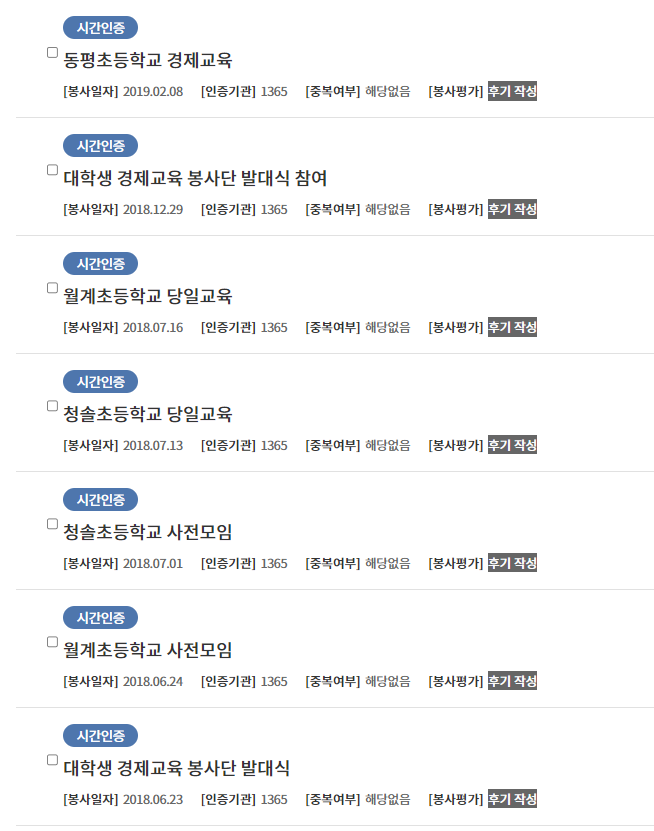 시간인증
동평초등학교 경제교육
[봉사일자] 2019.02.08 [인증기관] 1365 [중복여부] 해당없음 [봉사평가] 후기 작성
시간인증
대학생 경제교육 봉사단 발대식 참여
[봉사일자] 2018.12.29 [인증기관] 1365 [중복여부] 해당없음 [봉사평가] 후기 작성
시간인증
월계초등학교 당일교육
[봉사일자] 2018.07.16 [인증기관] 1365 [중복여부] 해당없음 [봉사평가] 후기 작성
시간인증
청솔초등학교 당일교육
[봉사일자] 2018.07.13 [인증기관] 1365 [중복여부] 해당없음 [봉사평가] 후기 작성
시간인증
청솔초등학교 사전모임
[봉사일자] 2018.07.01 [인증기관] 1365 [중복여부] 해당없음 [봉사평가] 후기 작성
시간인증
월계초등학교 사전모임
[봉사일자] 2018.06.24 [인증기관] 1365 [중복여부] 해당없음 [봉사평가] 후기 작성
시간인증
대학생 경제교육 봉사단 발대식
[봉사일자] 2018.06.23 [인증기관] 1365 [중복여부] 해당없음 [봉사평가] 후기 작성